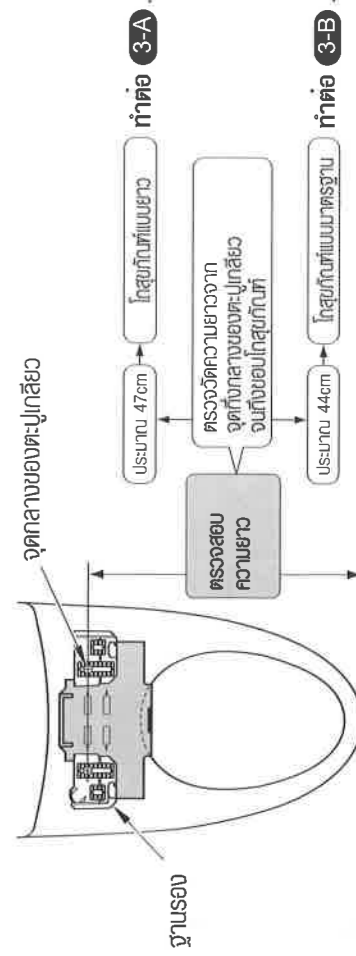 จุดกลางของตะปูเกลียว
ฐานรอง
ตรวจสอบ
ความยาว
ตรวจวัดความยาวจาก
จุดกึ่งกลางของตะปูเกลียว
จนถึงขอบโถสุขภัณฑ์
ประมาณ 47cm
โถสุขภัณฑ์แบบยาว
ทำต่อ 3-A
ประมาณ 44cm
โถสุขภัณฑ์แบบมาตรฐาน
ทำต่อ 3-B